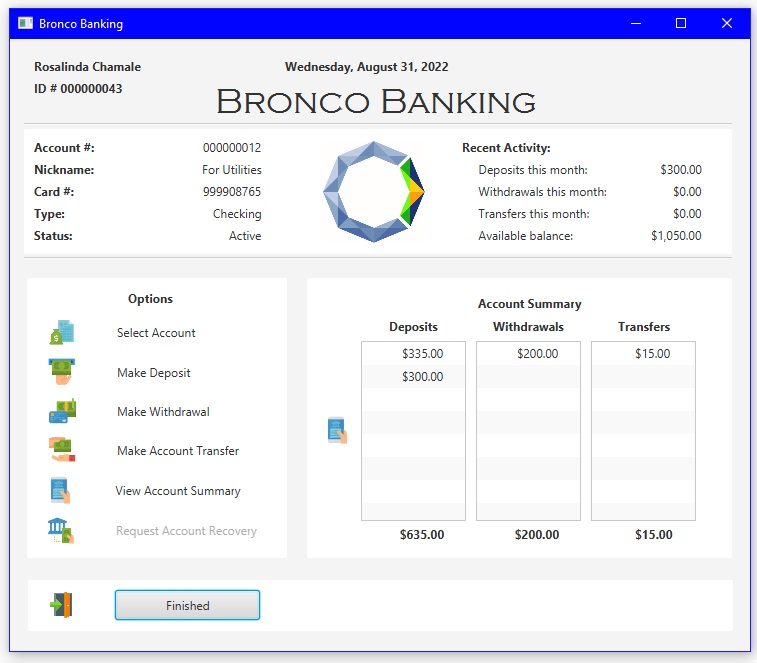 Bronco Banking
Rosalinda Chamale
Wednesday, August 31, 2022
ID # 000000043
BRONCO BANKING
Account #: 000000012
Nickname: For Utilities
Card #: 999908765
Type: Checking
Status: Active
Recent Activity:
Deposits this month: $300.00
Withdrawals this month: $0.00
Transfers this month: $0.00
Available balance: $1,050.00
Options
Select Account
Make Deposit
Make Withdrawal
Make Account Transfer
View Account Summary
Request Account Recovery
Account Summary
Deposits Withdrawals Transfers
$335.00 $200.00 $15.00
$300.00
$635.00 $200.00 $15.00
Finished